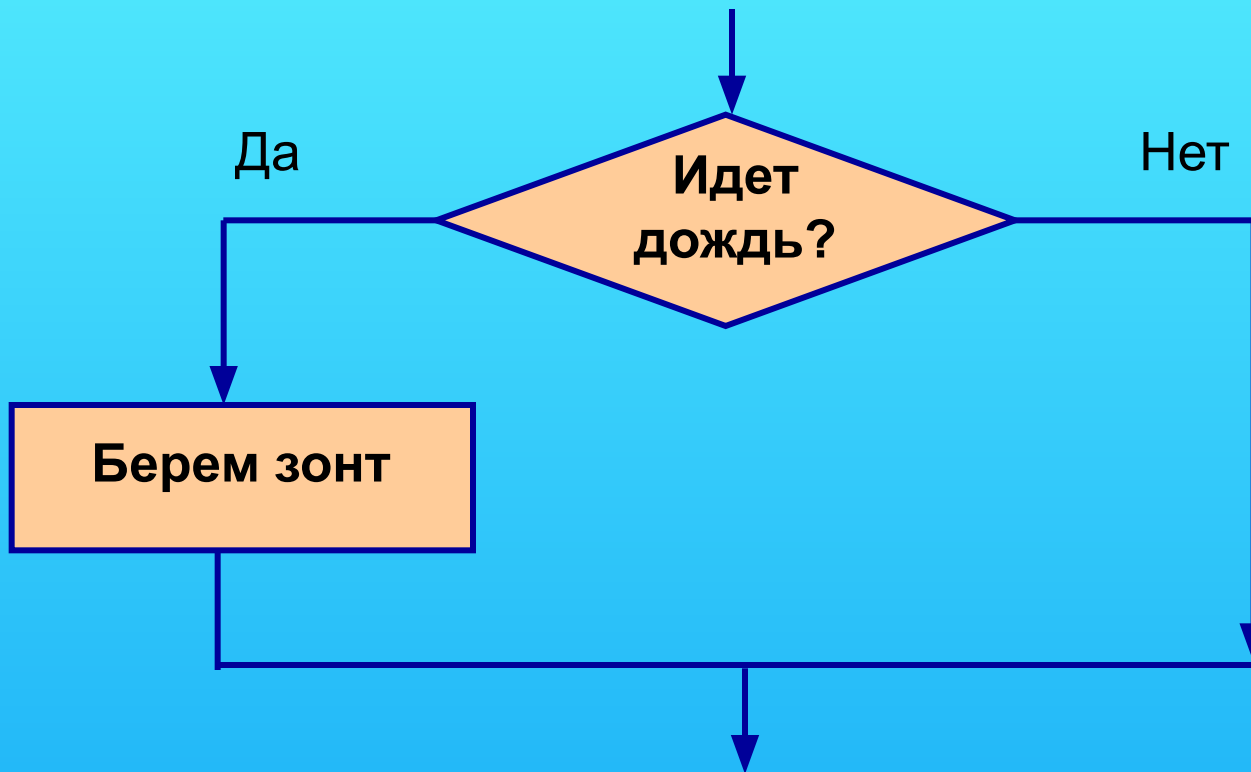 Да
Идет
дождь?
Нет
Берем зонт